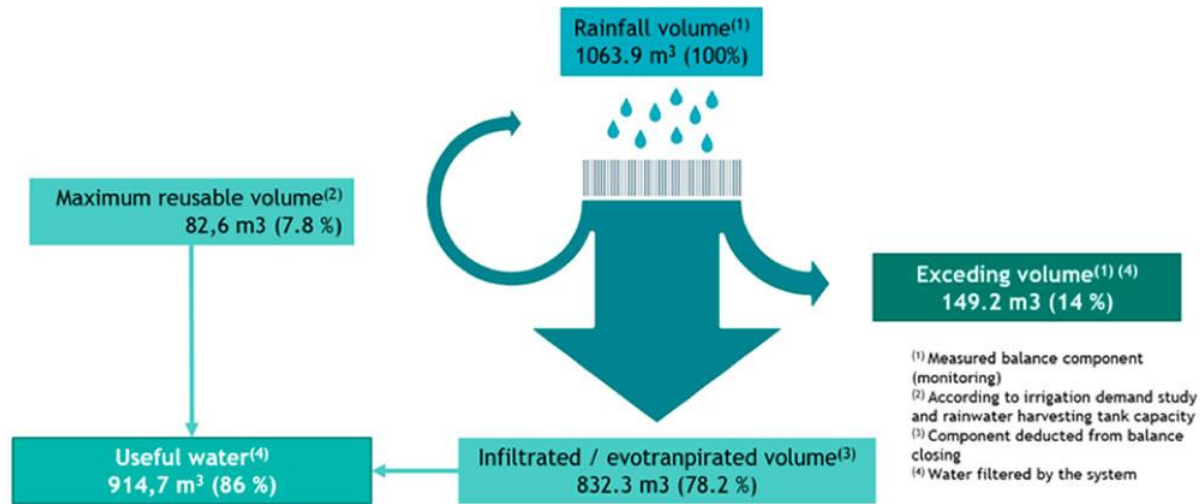 Rainfall volume(1)
1063.9 m3 (100%)
Maximum reusable volume(2)
82,6 m3 (7.8 %)
Exceding volume(1) (4)
149.2 m3 (14 %)
(1) Measured balance component
(monitoring)
(2) According to irrigation demand study
and rainwater harvesting tank capacity
(3) Component deducted from balance
closing
(4) Water filtered by the system
Useful water(4)
914,7 m3 (86 %)
Infiltrated / evotranpirated volume(3)
832.3 m3 (78.2 %)